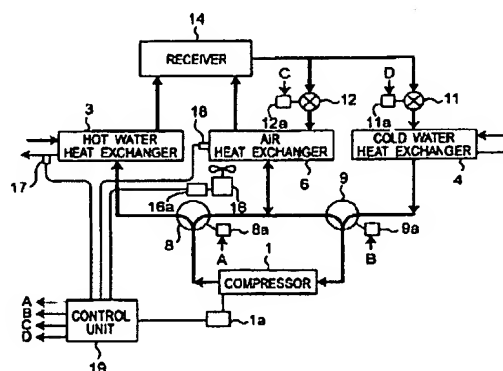 14
RECEIVER
C
D
3
18
12a
12
11a
11
HOT WATER
HEAT EXCHANGER
AIR
HEAT EXCHANGER
COLD WATER
HEAT EXCHANGER
17
6
4
16a
16
9
8
8a
9a
A
1
B
COMPRESSOR
A
B
C
D
CONTROL
UNIT
1a
19